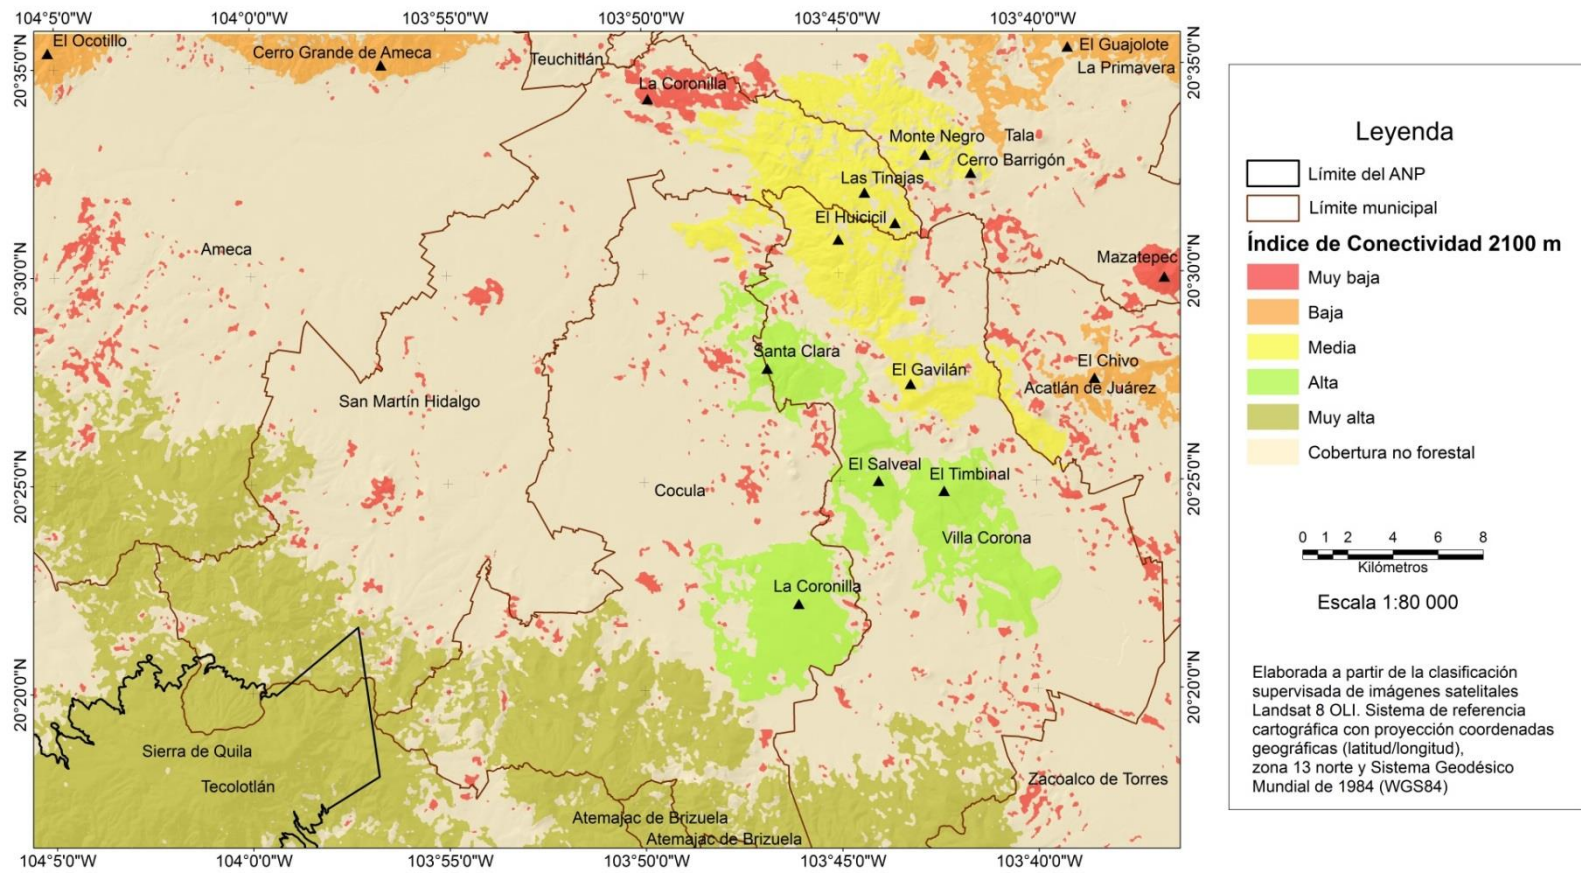 104°5'0"W 104°0'0"W 103°55'0"W 103°50'0"W 103°45'0"W 103°40'0"W
20°35'0"N
20°30'0"N
20°25'0"N
20°20'0"N
El Ocotillo
Cerro Grande de Ameca
Teuchitlán
El Guajolote
La Primavera
La Coronilla
Monte Negro
Tala
Cerro Barrigón
Las Tinajas
El Huicicil
Ameca
Mazatepec
Santa Clara
El Gavilán
El Chivo
Acatlán de Juárez
San Martín Hidalgo
El Salveal
El Timbinal
Cocula
Villa Corona
La Coronilla
Sierra de Quila
Tecolotlán
Zacoalco de Torres
Atemajac de Brizuela
Atemajac de Brizuela
20°35'0"N
20°30'0"N
20°25'0"N
20°20'0"N
104°5'0"W 104°0'0"W 103°55'0"W 103°50'0"W 103°45'0"W 103°40'0"W
Leyenda
Límite del ANP
Límite municipal
Índice de Conectividad 2100 m
Muy baja
Baja
Media
Alta
Muy alta
Cobertura no forestal
0 1 2 4 6 8
Kilómetros
Escala 1:80 000
Elaborada a partir de la clasificación
supervisada de imágenes satelitales
Landsat 8 OLI. Sistema de referencia
cartográfica con proyección coordenadas
geográficas (latitud/longitud),
zona 13 norte y Sistema Geodésico
Mundial de 1984 (WGS84)